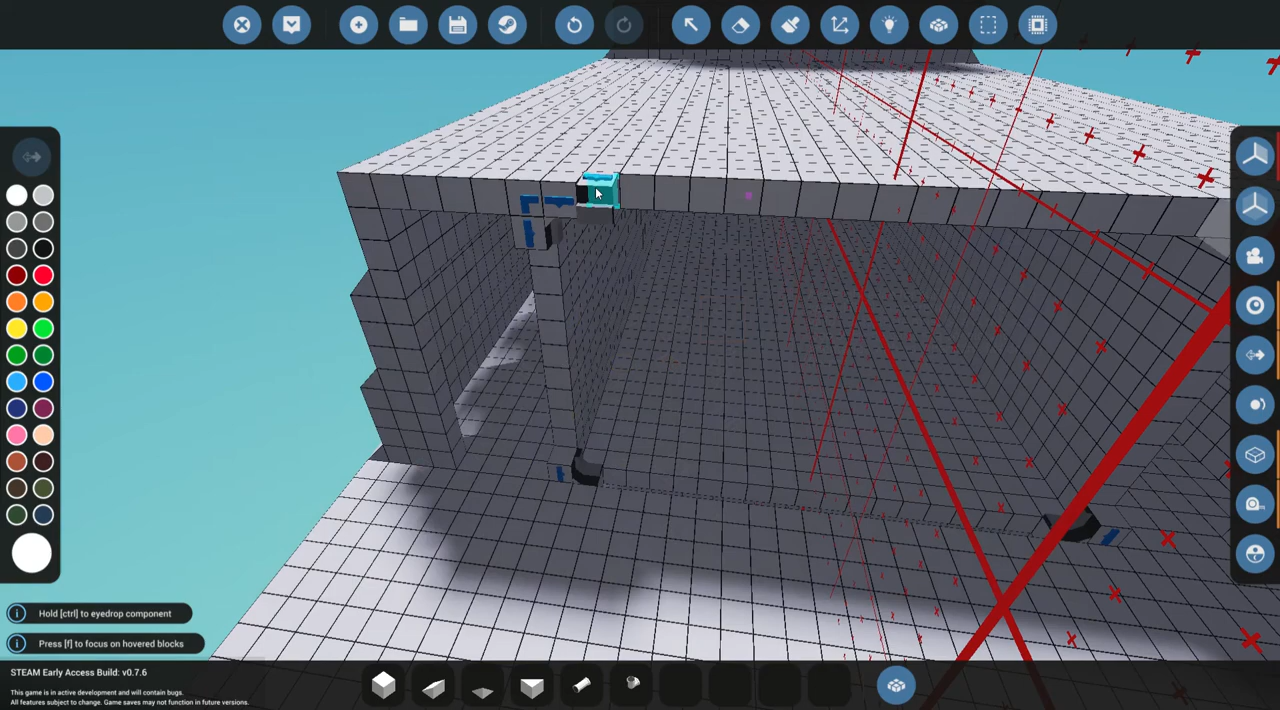 Hold [ctrl] to eyedrop component
Press [f] to focus on hovered blocks
STEAM Early Access Build: v0.7.6
This game is in active development and will contain bugs.
All features subject to change. Game saves may not function in future versions.